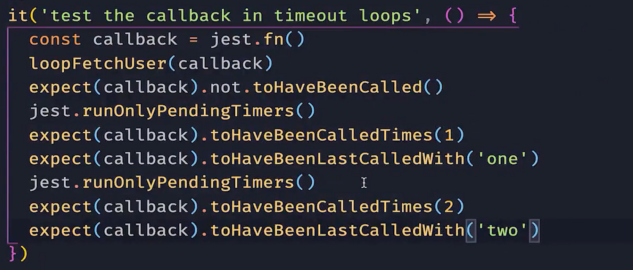 it('test the callback in timeout loops', () => {
  const callback = jest.fn()
  loopFetchUser(callback)
  expect(callback).not.toHaveBeenCalled()
  jest.runOnlyPendingTimers()
  expect(callback).toHaveBeenCalledTimes(1)
  expect(callback).toHaveBeenLastCalledWith('one')
  jest.runOnlyPendingTimers()
  expect(callback).toHaveBeenCalledTimes(2)
  expect(callback).toHaveBeenLastCalledWith('two')
})